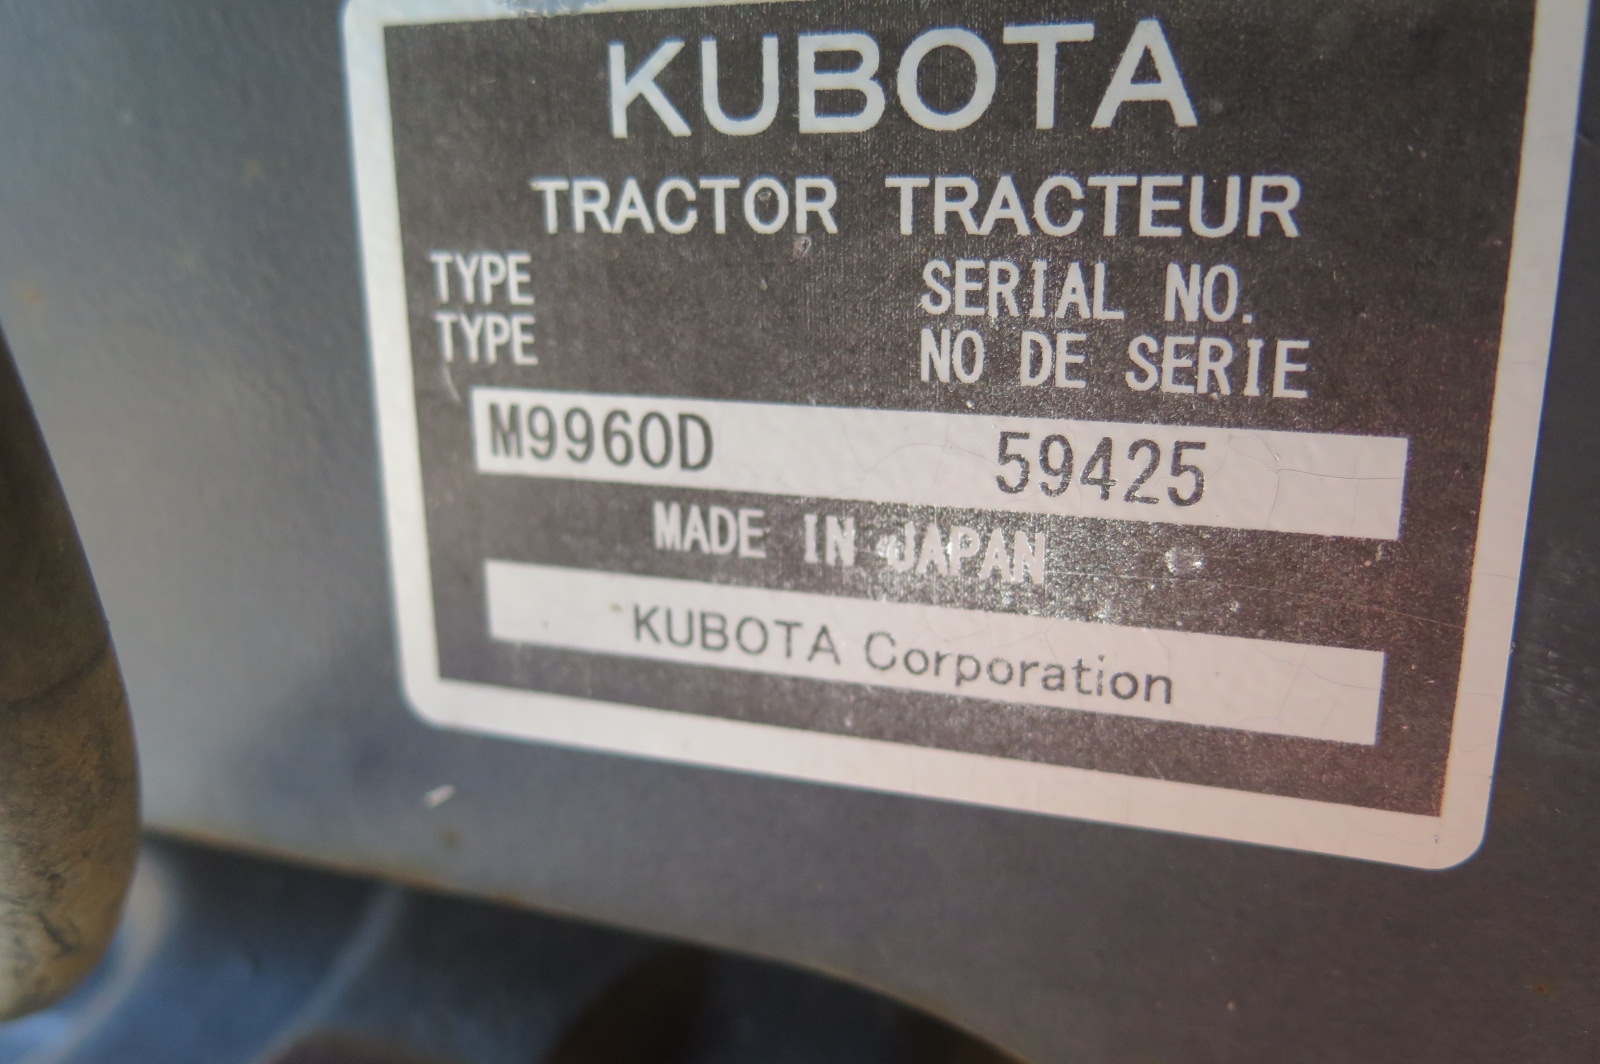 KUBOTA
TRACTOR TRACTEUR
TYPE SERIAL NO.
TYPE NO DE SERIE
M9960D 59425
MADE IN JAPAN
KUBOTA Corporation